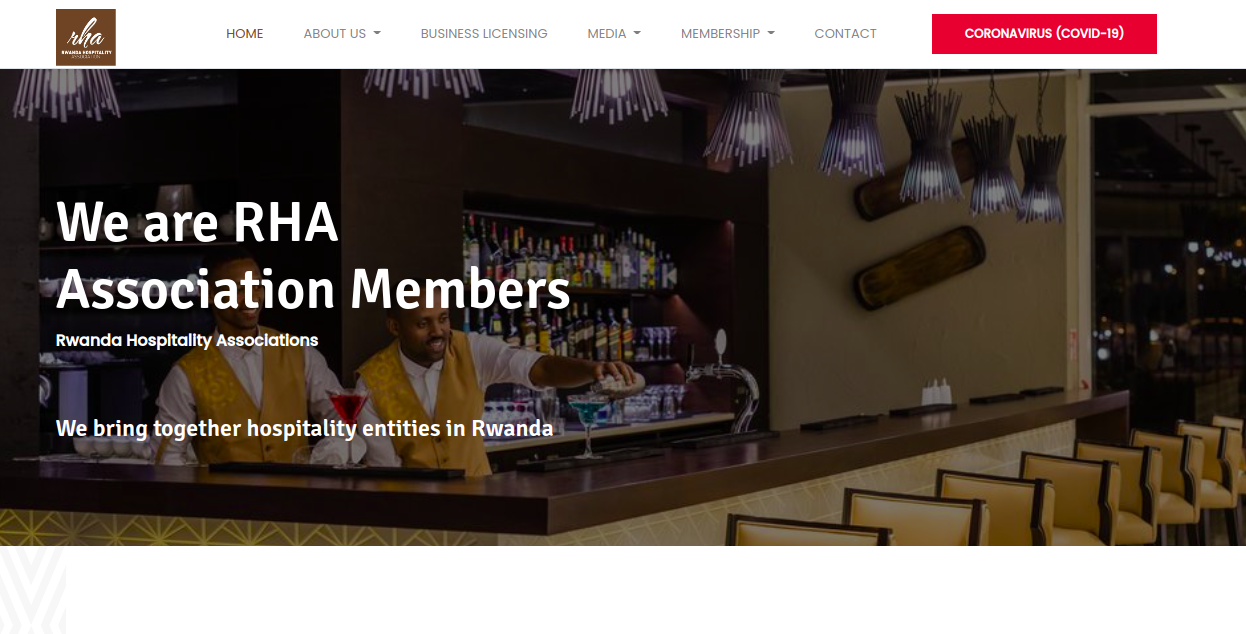 rha
RWANDA HOSPITALITY
ASSOCIATION
HOME
ABOUT US
BUSINESS LICENSING
MEDIA
MEMBERSHIP
CONTACT
CORONAVIRUS (COVID-19)
We are RHA
Association Members
Rwanda Hospitality Associations
We bring together hospitality entities in Rwanda